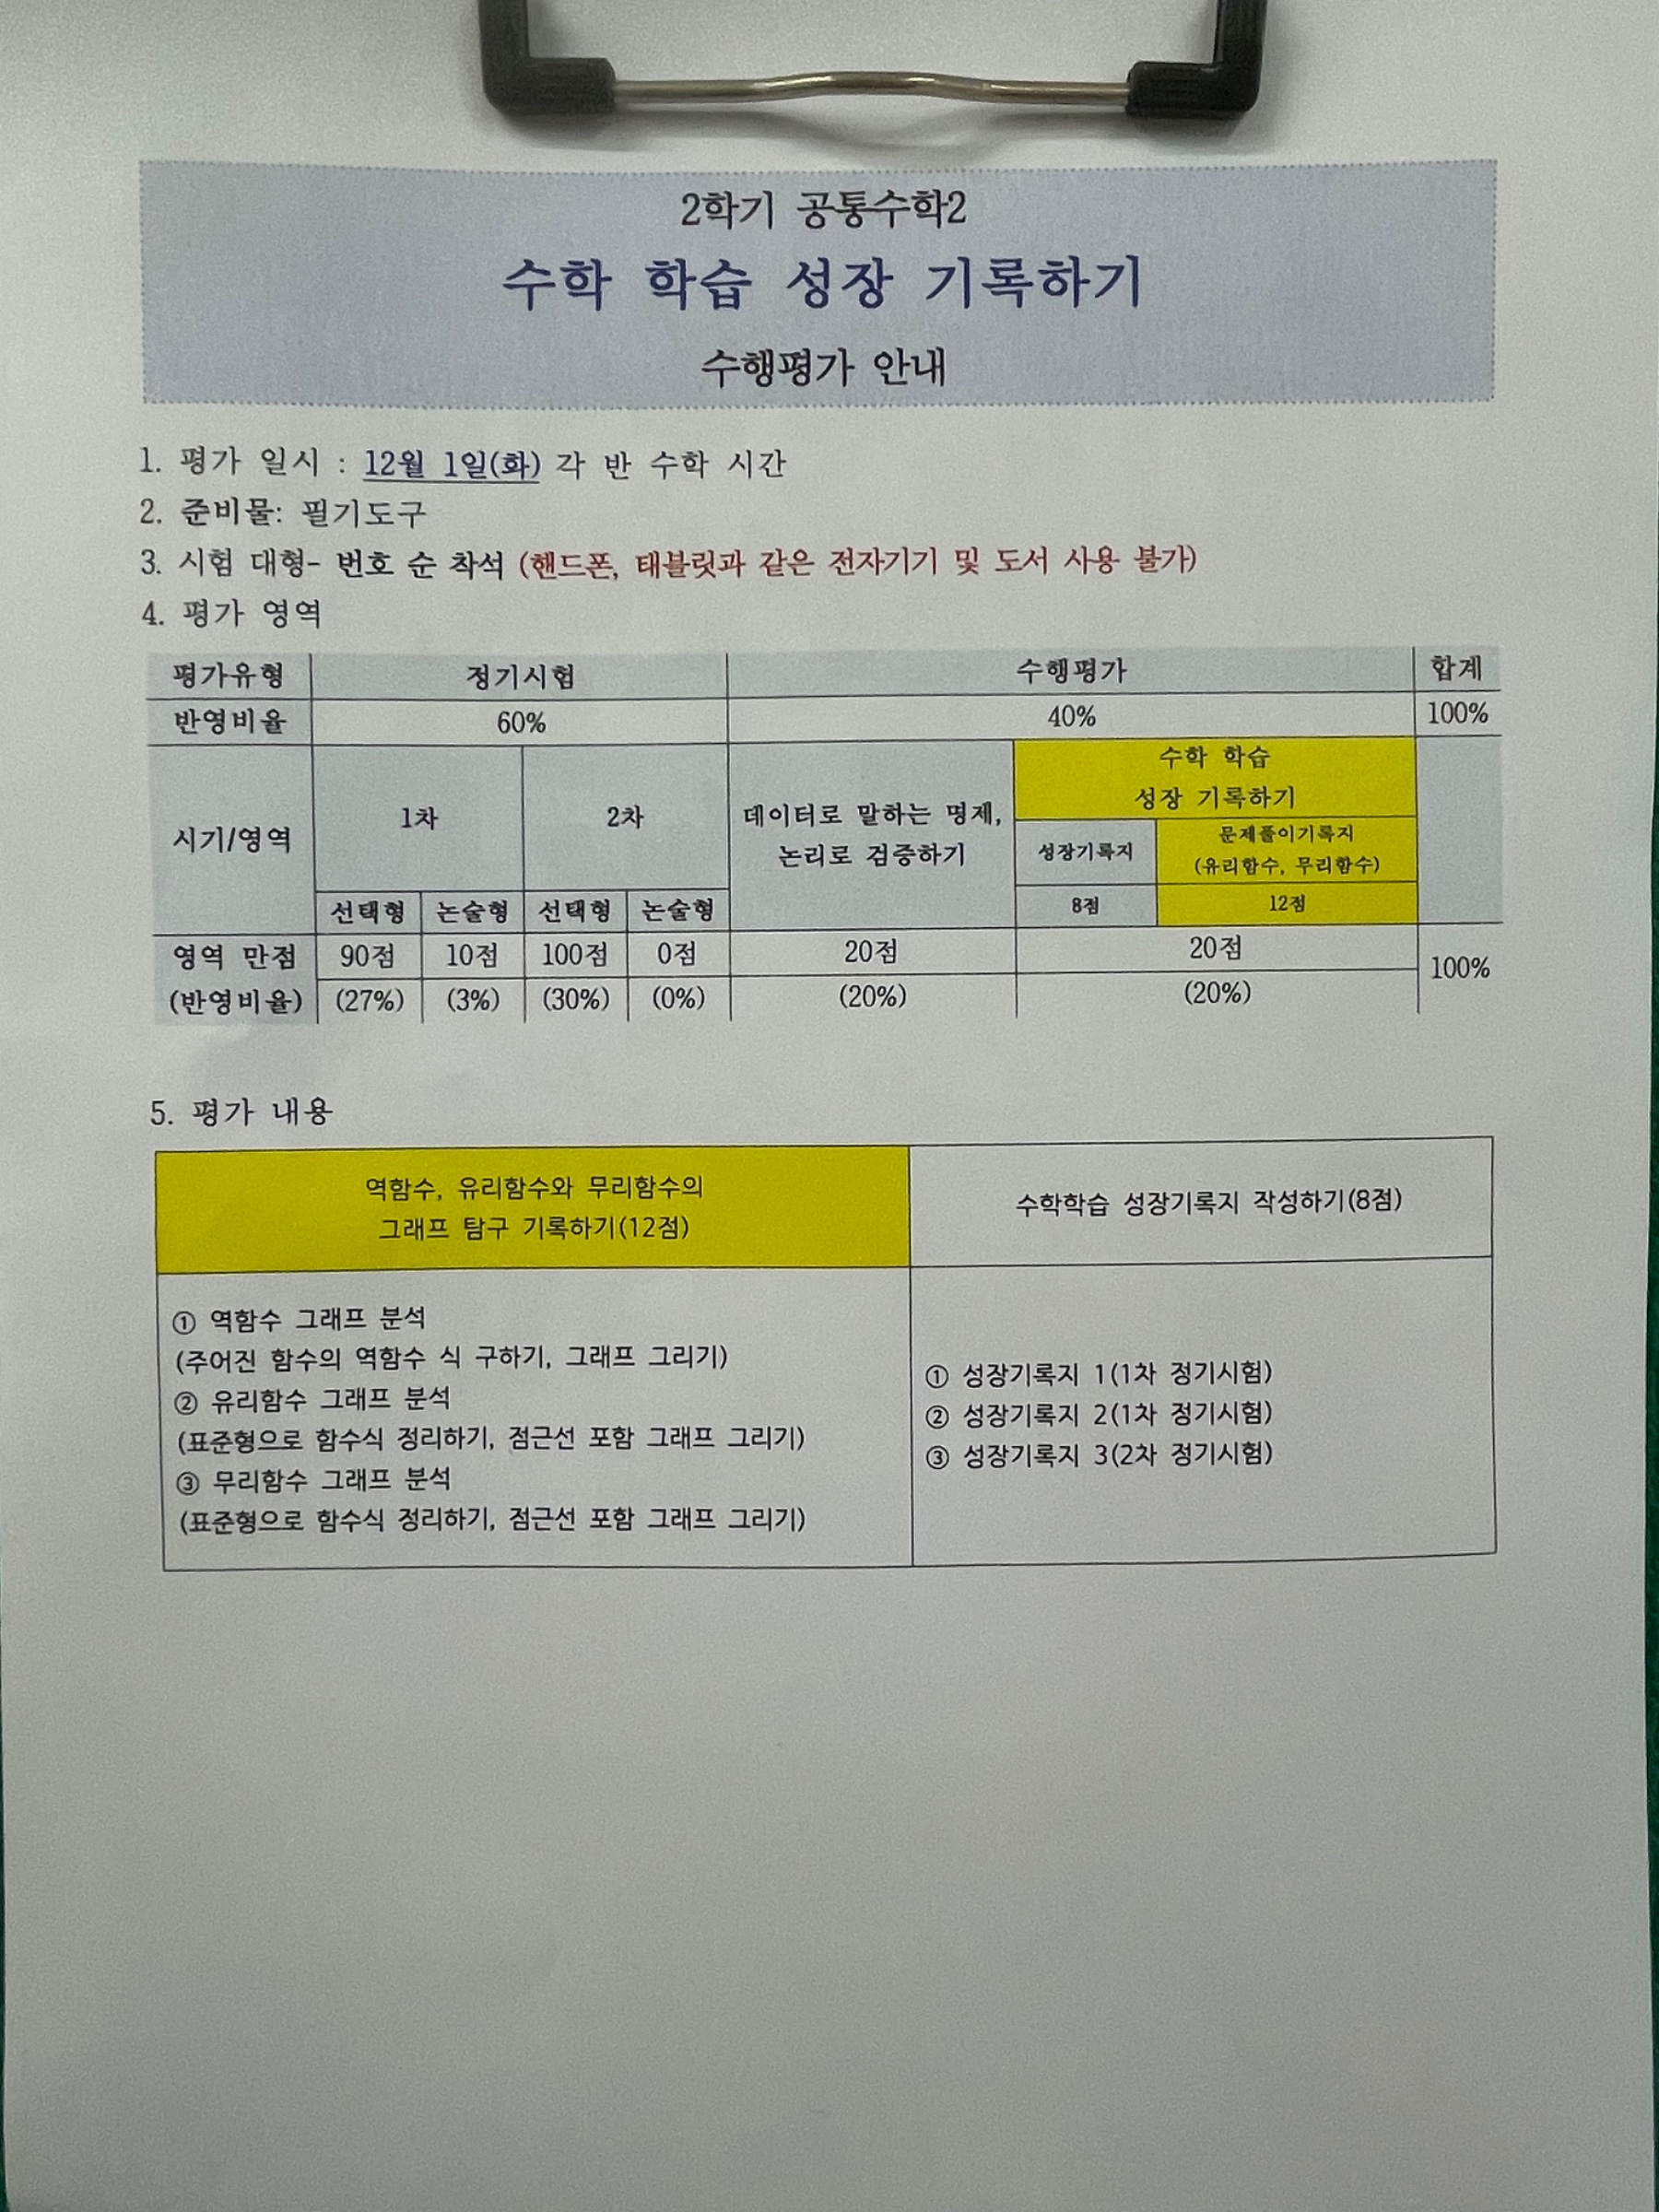 2학기 공통수학2
수학 학습 성장 기록하기
수행평가 안내
1. 평가 일시 : 12월 1일(화) 각 반 수학 시간
2. 준비물: 필기도구
3. 시험 대형- 번호 순 착석 (핸드폰, 태블릿과 같은 전자기기 및 도서 사용 불가)
4. 평가 영역
평가유형 정기시험 수행평가 합계
반영비율 60% 40% 100%
시기/영역 1차 2차 데이터로 말하는 명제,
논리로 검증하기
수학 학습
성장 기록하기
성장기록지 문제풀이기록지
(유리함수, 무리함수)
선택형 논술형 선택형 논술형 8점 12점
영역 만점 90점 10점 100점 0점 20점 20점 100%
(반영비율) (27%) (3%) (30%) (0%) (20%) (20%)
5. 평가 내용
역함수, 유리함수와 무리함수의
그래프 탐구 기록하기(12점)
수학학습 성장기록지 작성하기(8점)
① 역함수 그래프 분석
(주어진 함수의 역함수 식 구하기, 그래프 그리기)
② 유리함수 그래프 분석
(표준형으로 함수식 정리하기, 점근선 포함 그래프 그리기)
③ 무리함수 그래프 분석
(표준형으로 함수식 정리하기, 점근선 포함 그래프 그리기)
① 성장기록지 1(1차 정기시험)
② 성장기록지 2(1차 정기시험)
③ 성장기록지 3(2차 정기시험)